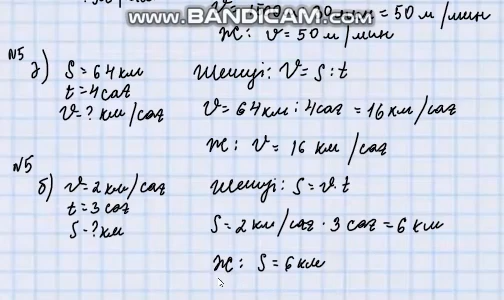 WWW.BANDICAM.COM
Ж: V = 50 м/мин
N5
а) S = 64 км
Шешуі: V = S : t
t = 4 сағ
V = ? км/сағ
V = 64 км : 4 сағ = 16 км/сағ
Ж: V = 16 км/сағ
N5
б) V = 2 км/сағ
Шешуі: S = V · t
t = 3 сағ
S - ? км
S = 2 км/сағ · 3 сағ = 6 км
Ж: S = 6 км